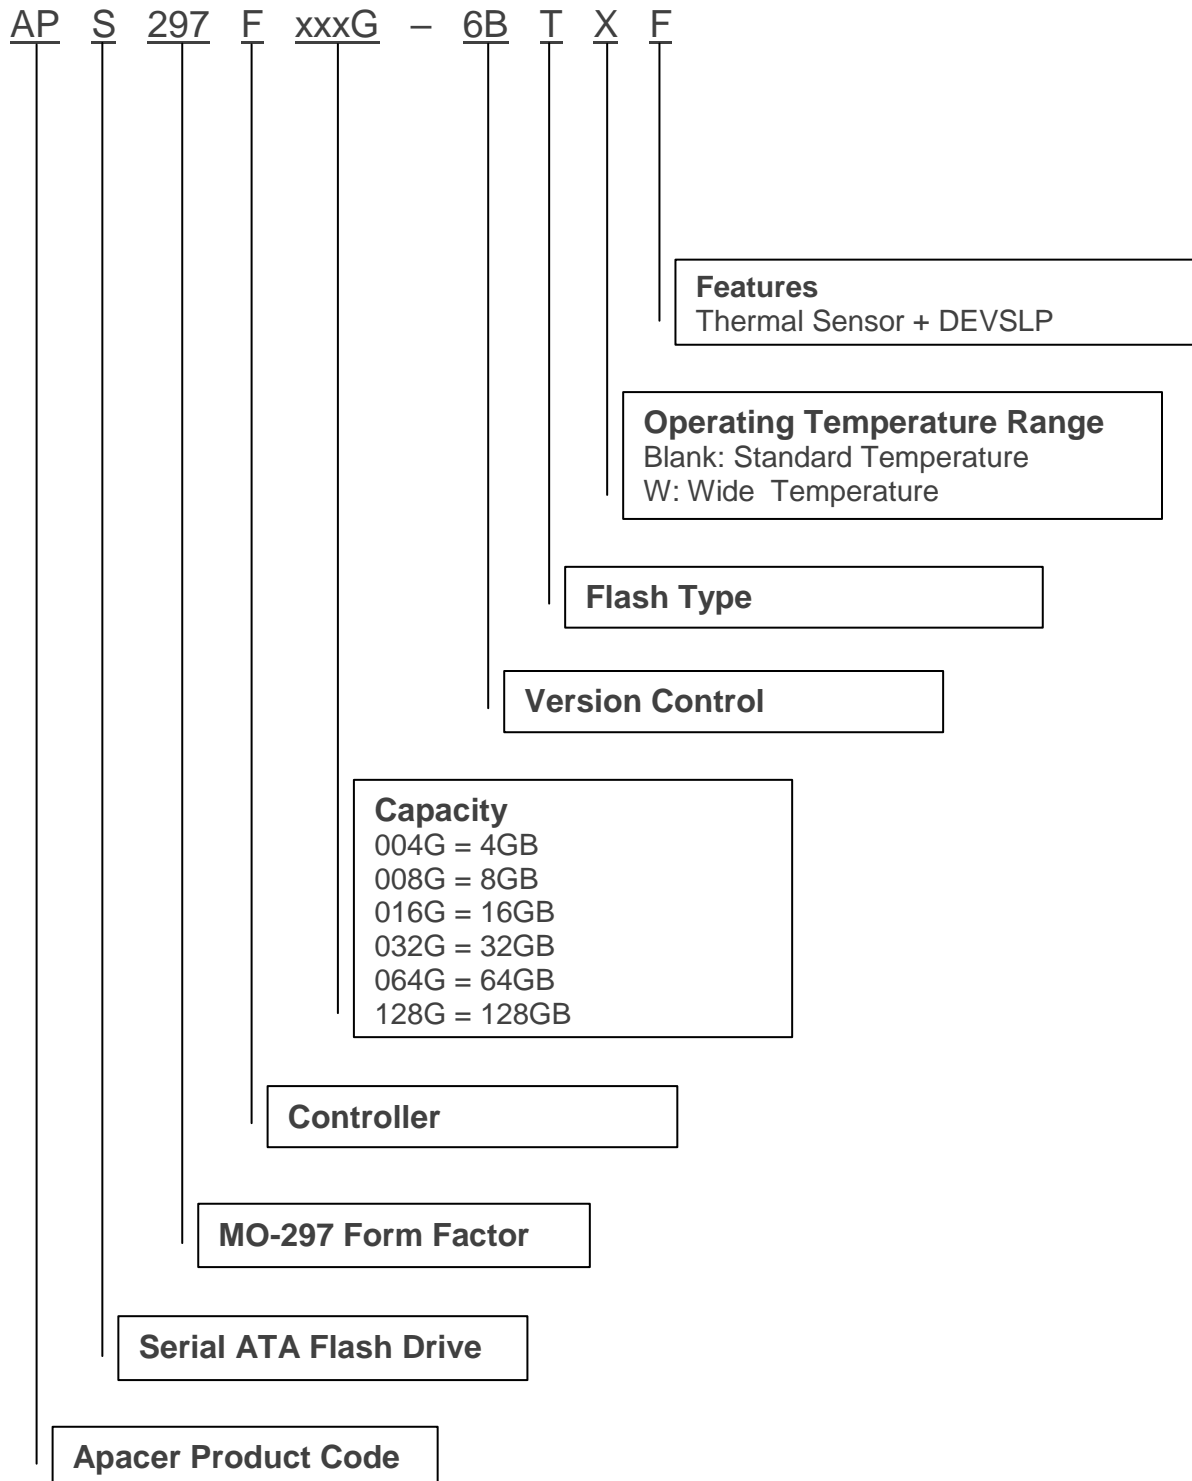 AP S 297 F xxxG – 6B T X F
Features
Thermal Sensor + DEVSLP
Operating Temperature Range
Blank: Standard Temperature
W: Wide Temperature
Flash Type
Version Control
Capacity
004G = 4GB
008G = 8GB
016G = 16GB
032G = 32GB
064G = 64GB
128G = 128GB
Controller
MO-297 Form Factor
Serial ATA Flash Drive
Apacer Product Code